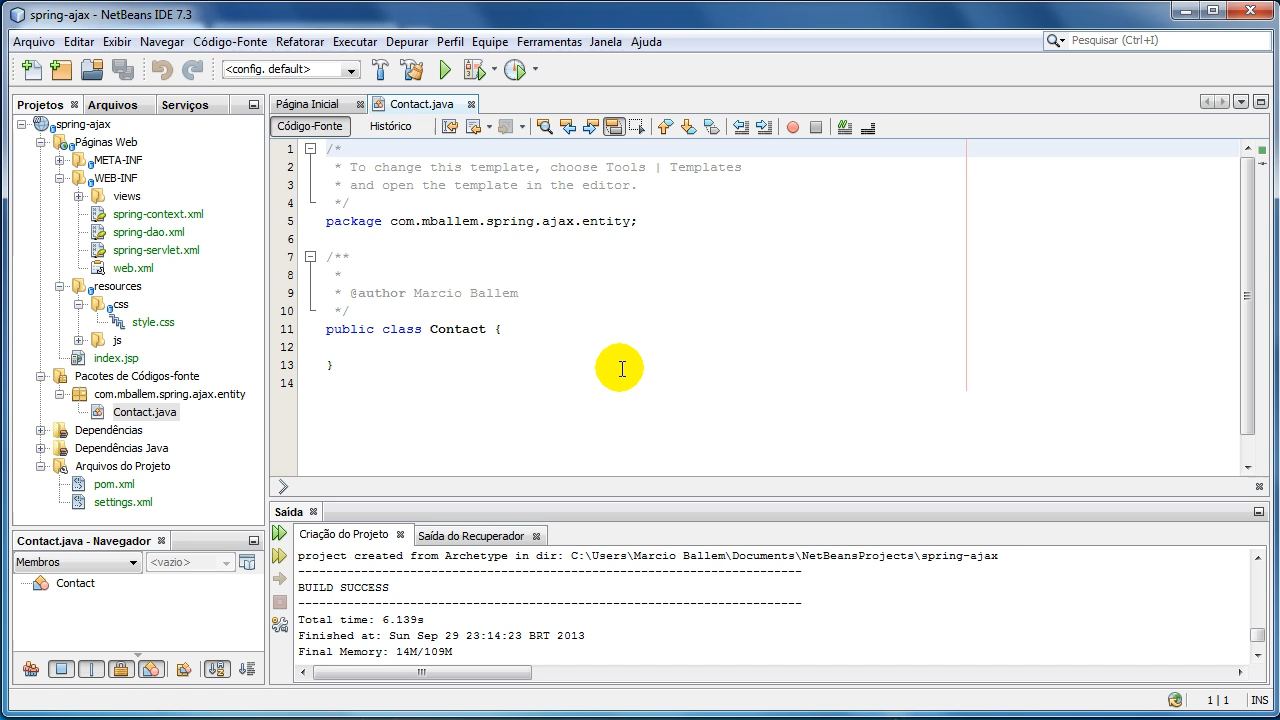 spring-ajax - NetBeans IDE 7.3
Arquivo Editar Exibir Navegar Código-Fonte Refatorar Executar Depurar Perfil Equipe Ferramentas Janela Ajuda
Pesquisar (Ctrl+I)
<config. default>
Projetos Arquivos Serviços
spring-ajax
Páginas Web
META-INF
WEB-INF
views
spring-context.xml
spring-dao.xml
spring-servlet.xml
web.xml
resources
css
style.css
js
index.jsp
Pacotes de Códigos-fonte
com.mballem.spring.ajax.entity
Contact.java
Dependências
Dependências Java
Arquivos do Projeto
pom.xml
settings.xml
Contact.java - Navegador
Membros <vazio>
Contact
Página Inicial Contact.java
Código-Fonte Histórico
1 /*
2 * To change this template, choose Tools | Templates
3 * and open the template in the editor.
4 */
5 package com.mballem.spring.ajax.entity;
6
7 /**
8 *
9 * @author Marcio Ballem
10 */
11 public class Contact {
12
13 }
14
Saída
Criação do Projeto Saída do Recuperador
project created from Archetype in dir: C:\Users\Marcio Ballem\Documents\NetBeansProjects\spring-ajax
------------------------------------------------------------------------
BUILD SUCCESS
------------------------------------------------------------------------
Total time: 6.139s
Finished at: Sun Sep 29 23:14:23 BRT 2013
Final Memory: 14M/109M
1 | 1 INS